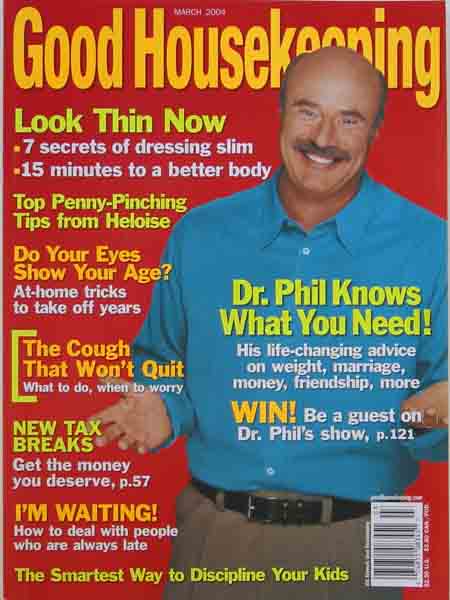 MARCH 2004
Good Housekeeping
Look Thin Now
7 secrets of dressing slim
15 minutes to a better body
Top Penny-Pinching
Tips from Heloise
Do Your Eyes
Show Your Age?
At-home tricks
to take off years
The Cough
That Won't Quit
What to do, when to worry
NEW TAX
BREAKS
Get the money
you deserve, p.57
I'M WAITING!
How to deal with people
who are always late
The Smartest Way to Discipline Your Kids
Dr. Phil Knows
What You Need!
His life-changing advice
on weight, marriage,
money, friendship, more
WIN! Be a guest on
Dr. Phil's show, p.121
goodhousekeeping.com